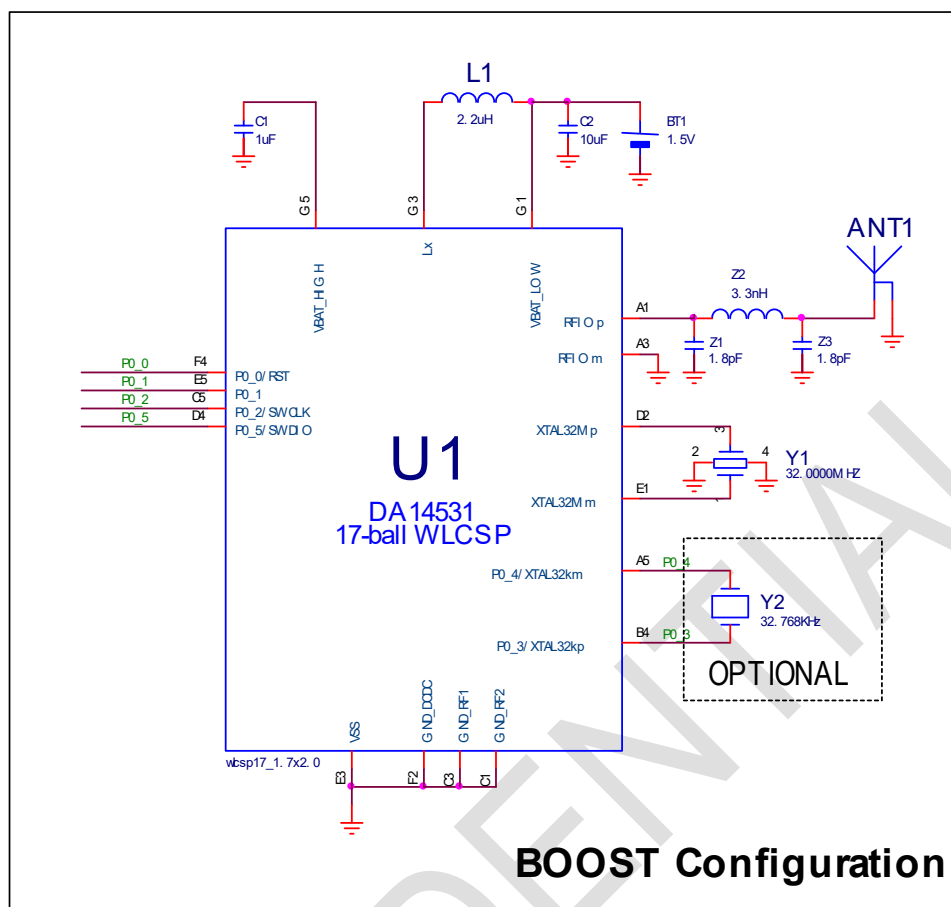 L1
2.2uH
C1
1uF
C2
10uF
BT1
1.5V
G5
G3
G1
VBAT_HIGH
Lx
VBAT_LOW
ANT1
Z2
3.3nH
A1
RFIOp
Z1
1.8pF
Z3
1.8pF
A3
RFIOm
P0_0
F4
P0_0/RST
P0_1
E5
P0_1
P0_2
C5
P0_2/SWCLK
P0_5
D4
P0_5/SWDIO
D2
XTAL32Mp
3
2
4
Y1
32.0000MHZ
E1
XTAL32Mm
1
U1
DA14531
17-ball WLCSP
A5
P0_4
P0_4/XTAL32km
Y2
32.768KHz
B4
P0_3
P0_3/XTAL32kp
OPTIONAL
VSS
GND_DCDC
GND_RF1
GND_RF2
wlcsp17_1.7x2.0
E3
F2
C3
C1
BOOST Configuration
DENTIAL